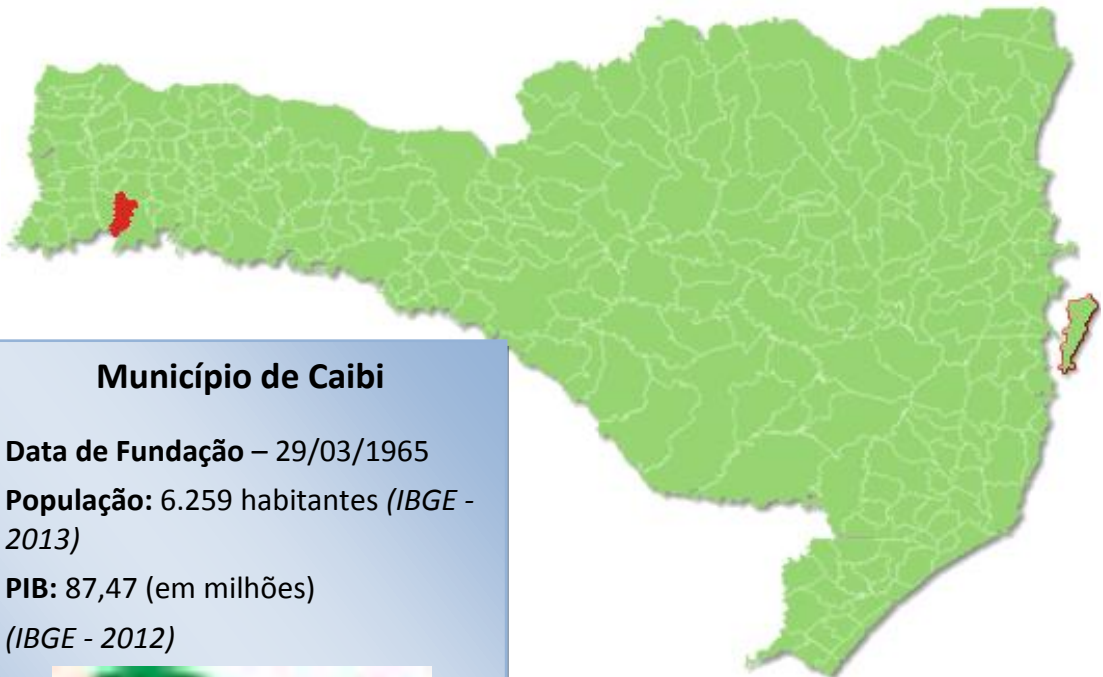 Município de Caibi
Data de Fundação – 29/03/1965
População: 6.259 habitantes (IBGE -
2013)
PIB: 87,47 (em milhões)
(IBGE - 2012)